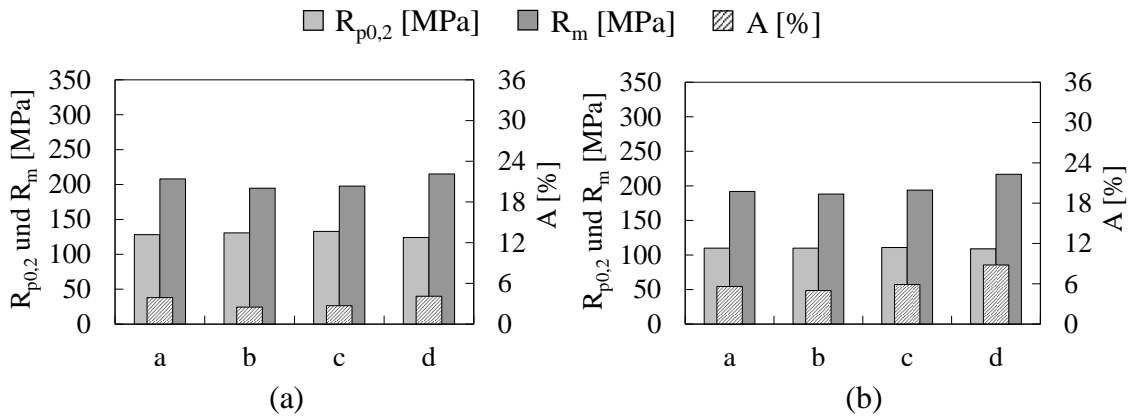 R_p0,2 [MPa] R_m [MPa] A [%]
350 300 250 200 150 100 50 0
R_p0,2 und R_m [MPa]
36 30 24 18 12 6 0
A [%]
a b c d
(a)
350 300 250 200 150 100 50 0
R_p0,2 und R_m [MPa]
36 30 24 18 12 6 0
A [%]
a b c d
(b)